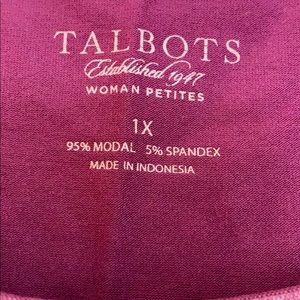 TALBOTS
Established 1947
WOMAN PETITES
1X
95% MODAL 5% SPANDEX
MADE IN INDONESIA